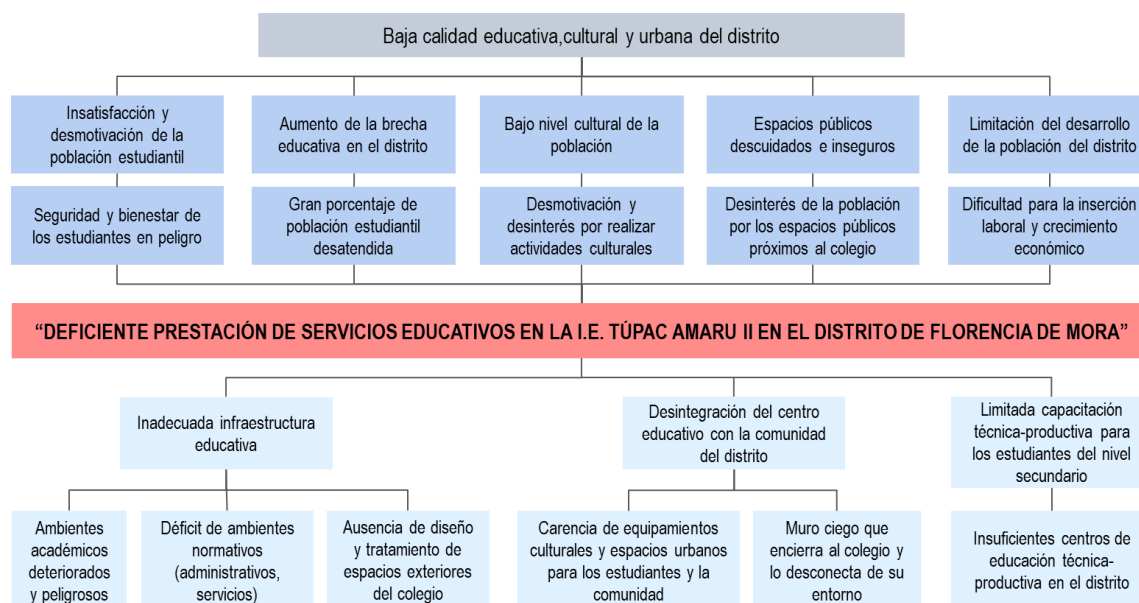 Baja calidad educativa,cultural y urbana del distrito
Insatisfacción y
desmotivación de la
población estudiantil
Aumento de la brecha
educativa en el distrito
Bajo nivel cultural de la
población
Espacios públicos
descuidados e inseguros
Limitación del desarrollo
de la población del distrito
Seguridad y bienestar de
los estudiantes en peligro
Gran porcentaje de
población estudiantil
desatendida
Desmotivación y
desinterés por realizar
actividades culturales
Desinterés de la población
por los espacios públicos
próximos al colegio
Dificultad para la inserción
laboral y crecimiento
económico
“DEFICIENTE PRESTACIÓN DE SERVICIOS EDUCATIVOS EN LA I.E. TÚPAC AMARU II EN EL DISTRITO DE FLORENCIA DE MORA”
Inadecuada infraestructura
educativa
Desintegración del centro
educativo con la comunidad
del distrito
Limitada capacitación
técnica-productiva para
los estudiantes del nivel
secundario
Ambientes
académicos
deteriorados
y peligrosos
Déficit de ambientes
normativos
(administrativos,
servicios)
Ausencia de diseño
y tratamiento de
espacios exteriores
del colegio
Carencia de equipamientos
culturales y espacios urbanos
para los estudiantes y la
comunidad
Muro ciego que
encierra al colegio y
lo desconecta de su
entorno
Insuficientes centros de
educación técnica-
productiva en el distrito